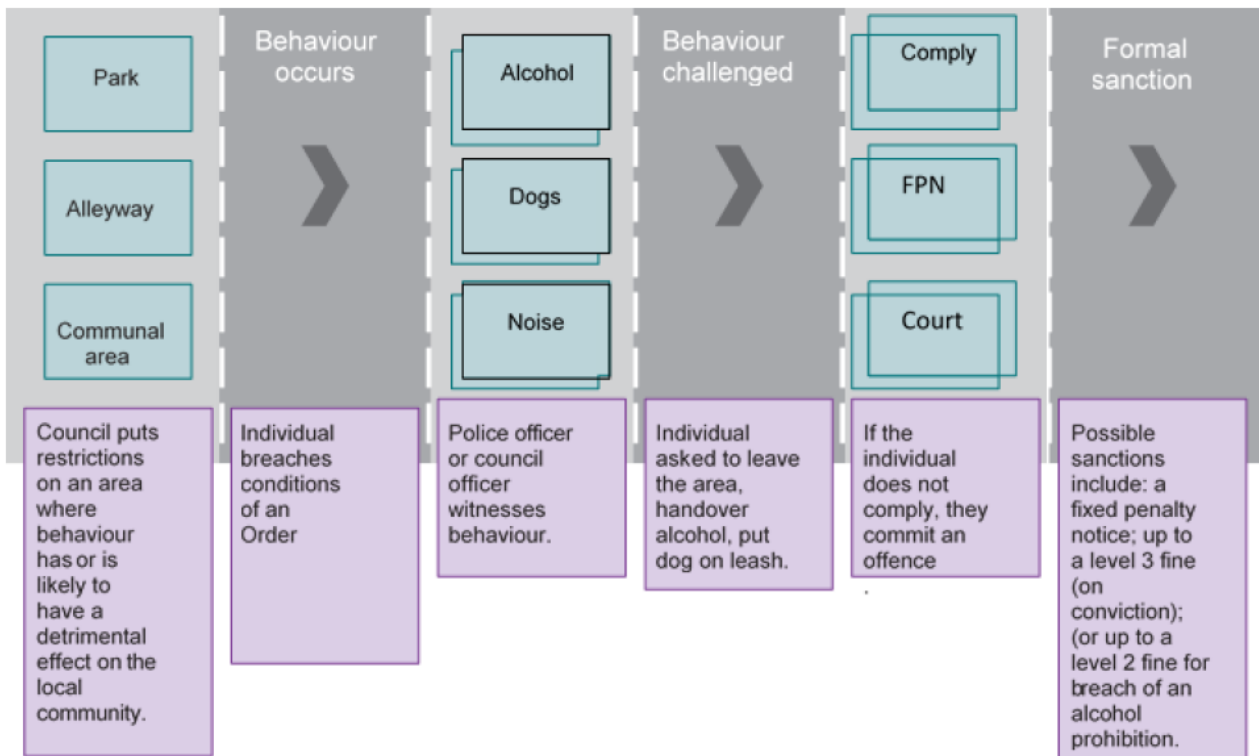 Park
Alleyway
Communal
area
Behaviour
occurs
Alcohol
Dogs
Noise
Behaviour
challenged
Comply
FPN
Court
Formal
sanction
Council puts
restrictions
on an area
where
behaviour
has or is
likely to
have a
detrimental
effect on the
local
community.
Individual
breaches
conditions
of an
Order
Police officer
or council
officer
witnesses
behaviour.
Individual
asked to leave
the area,
handover
alcohol, put
dog on leash.
If the
individual
does not
comply, they
commit an
offence
.
Possible
sanctions
include: a
fixed penalty
notice; up to
a level 3 fine
(on
conviction);
(or up to a
level 2 fine for
breach of an
alcohol
prohibition.